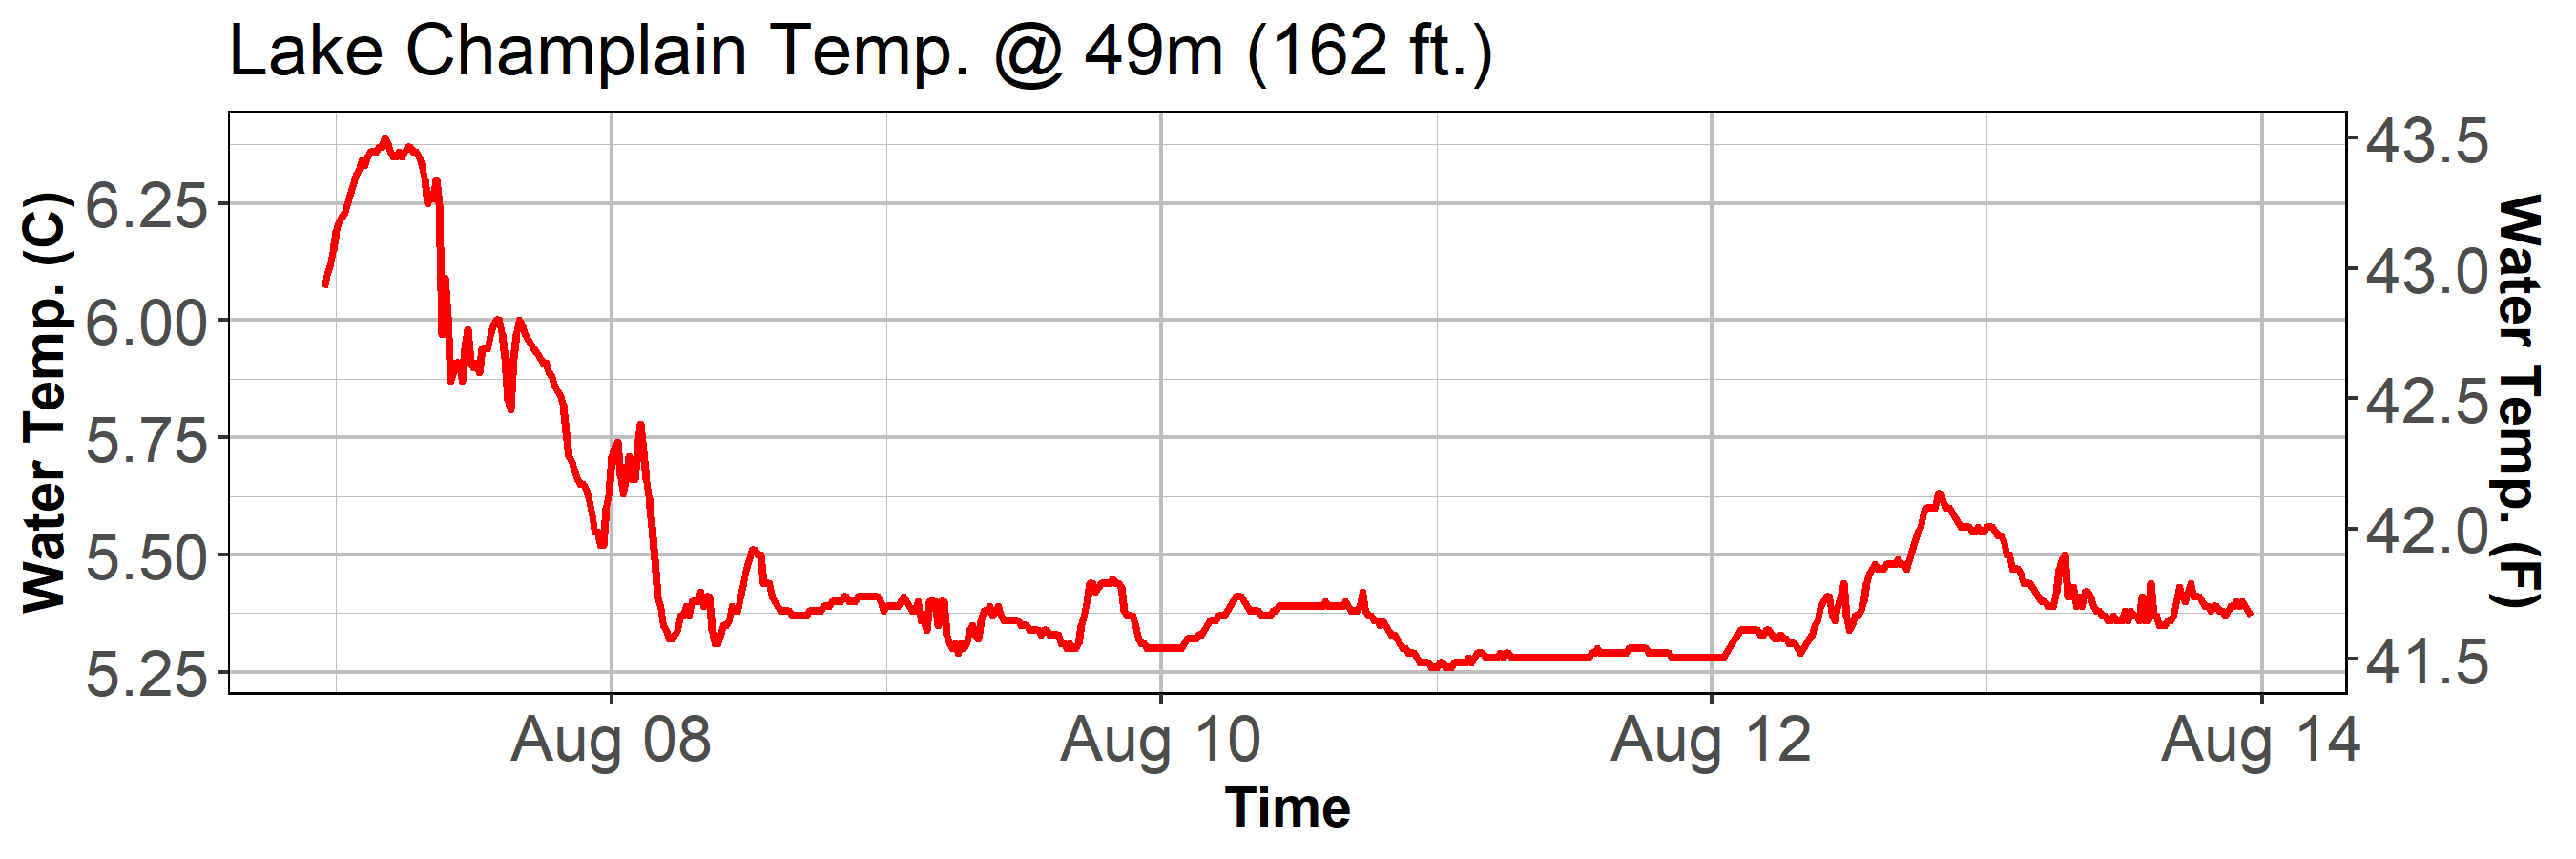 Lake Champlain Temp. @ 49m (162 ft.)
Water Temp. (C)
6.25
6.00
5.75
5.50
5.25
43.5
43.0
42.5
42.0
41.5
Water Temp. (F)
Aug 08
Aug 10
Aug 12
Aug 14
Time